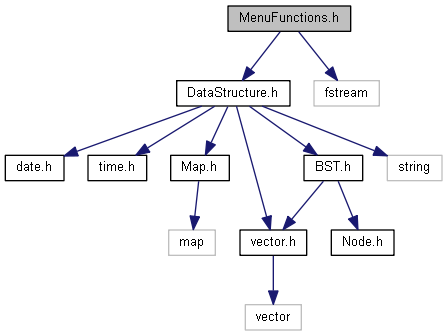 MenuFunctions.h
DataStructure.h
fstream
date.h
time.h
Map.h
BST.h
string
map
vector.h
Node.h
vector